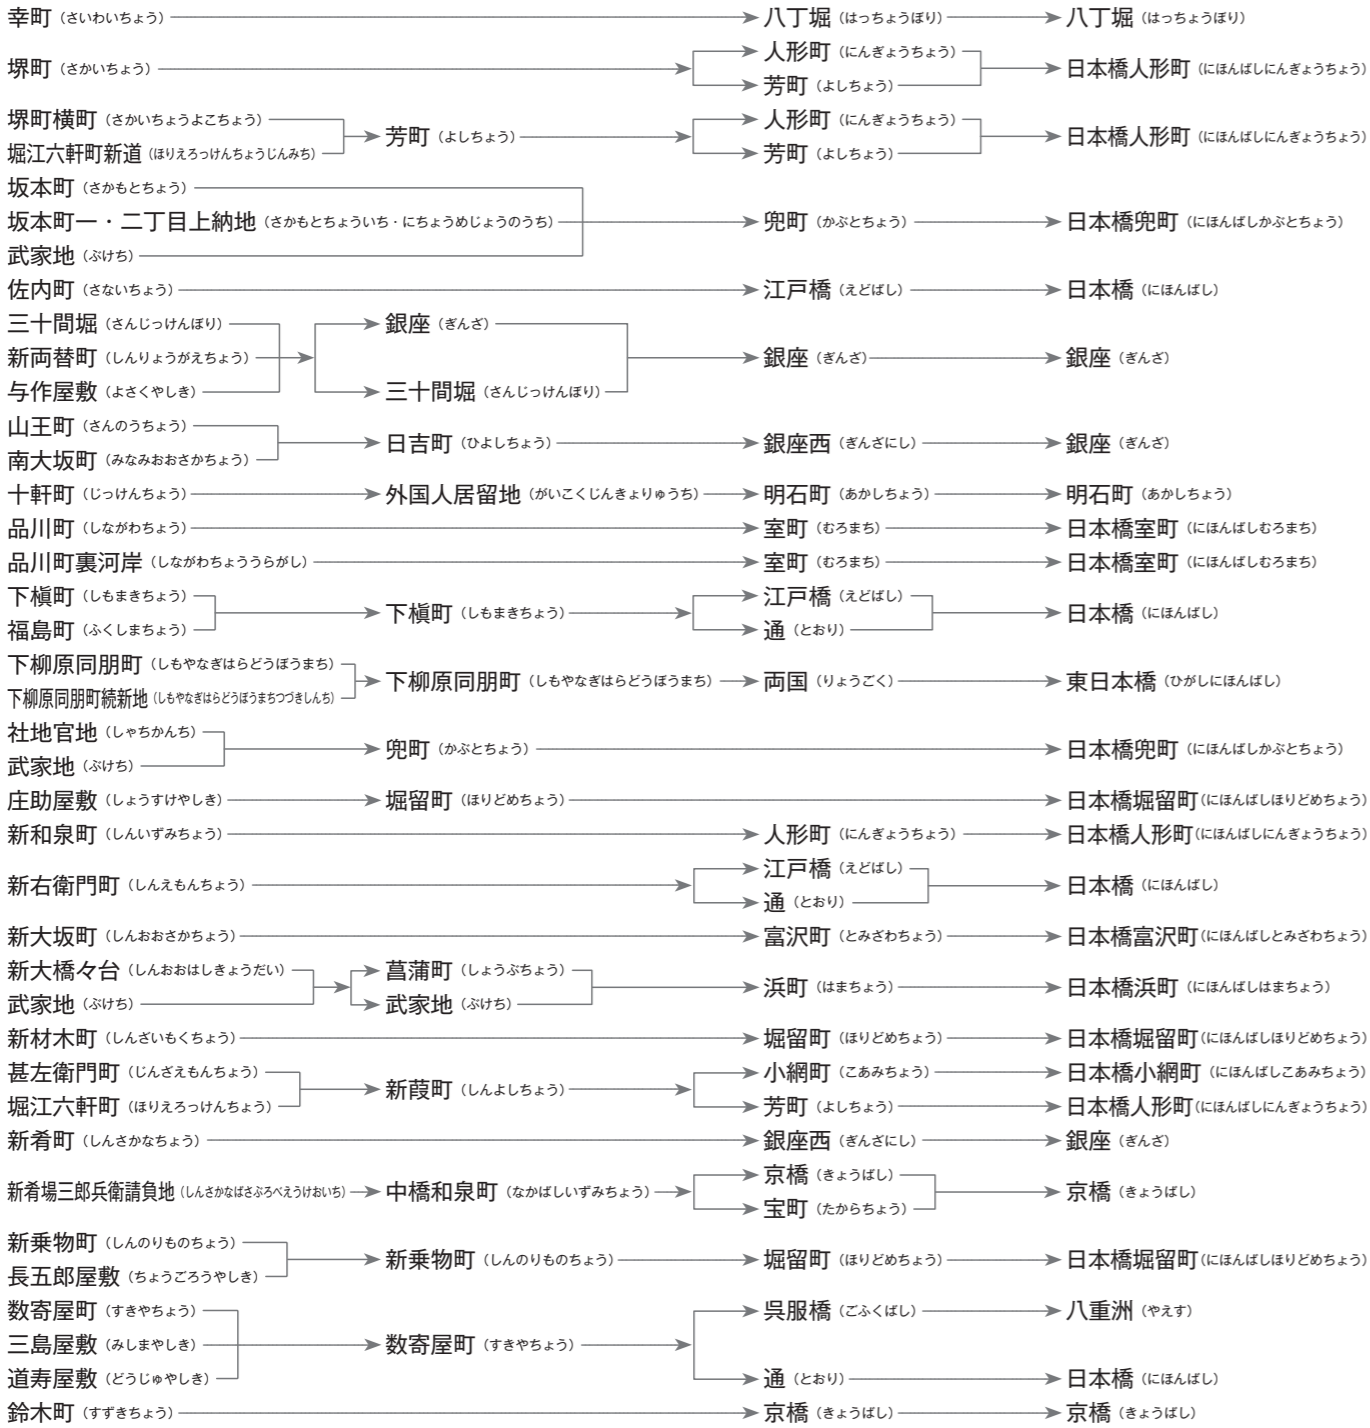 幸町（さいわいちょう） 八丁堀（はっちょうぼり） 八丁堀（はっちょうぼり）
人形町（にんぎょうちょう）
堺町（さかいちょう） 日本橋人形町（にほんばしにんぎょうちょう）
芳町（よしちょう）
堺町横町（さかいちょうよこちょう） 人形町（にんぎょうちょう）
芳町（よしちょう） 日本橋人形町（にほんばしにんぎょうちょう）
堀江六軒町新道（ほりえろっけんちょうじんみち） 芳町（よしちょう）
坂本町（さかもとちょう）
坂本町一・二丁目上納地（さかもとちょういち・にちょうめじょうのうち） 兜町（かぶとちょう） 日本橋兜町（にほんばしかぶとちょう）
武家地（ぶけち）
佐内町（さないちょう） 江戸橋（えどばし） 日本橋（にほんばし）
三十間堀（さんじっけんぼり） 銀座（ぎんざ）
新両替町（しんりょうがえちょう） 銀座（ぎんざ） 銀座（ぎんざ）
与作屋敷（よさくやしき） 三十間堀（さんじっけんぼり）
山王町（さんのうちょう）
日吉町（ひよしちょう） 銀座西（ぎんざにし） 銀座（ぎんざ）
南大坂町（みなみおおさかちょう）
十軒町（じっけんちょう） 外国人居留地（がいこくじんきょりゅうち） 明石町（あかしちょう） 明石町（あかしちょう）
品川町（しながわちょう） 室町（むろまち） 日本橋室町（にほんばしむろまち）
品川町裏河岸（しながわちょううらがし） 室町（むろまち） 日本橋室町（にほんばしむろまち）
下槇町（しもまきちょう） 江戸橋（えどばし）
下槇町（しもまきちょう） 日本橋（にほんばし）
福島町（ふくしまちょう） 通（とおり）
下柳原同朋町（しもやなぎはらどうぼうまち）
下柳原同朋町（しもやなぎはらどうぼうまち） 両国（りょうごく） 東日本橋（ひがしにほんばし）
下柳原同朋町続新地（しもやなぎはらどうぼうまちつづきしんち）
社地官地（しゃちかんち）
兜町（かぶとちょう） 日本橋兜町（にほんばしかぶとちょう）
武家地（ぶけち）
庄助屋敷（しょうすけやしき） 堀留町（ほりどめちょう） 日本橋堀留町（にほんばしほりどめちょう）
新和泉町（しんいずみちょう） 人形町（にんぎょうちょう） 日本橋人形町（にほんばしにんぎょうちょう）
江戸橋（えどばし）
新右衛門町（しんえもんちょう） 日本橋（にほんばし）
通（とおり）
新大坂町（しんおおさかちょう） 富沢町（とみざわちょう） 日本橋富沢町（にほんばしとみざわちょう）
新大橋々台（しんおおはしきょうだい） 菖蒲町（しょうぶちょう）
浜町（はまちょう） 日本橋浜町（にほんばしはまちょう）
武家地（ぶけち） 武家地（ぶけち）
新材木町（しんざいもくちょう） 堀留町（ほりどめちょう） 日本橋堀留町（にほんばしほりどめちょう）
甚左衛門町（じんざえもんちょう） 小網町（こあみちょう） 日本橋小網町（にほんばしこあみちょう）
新葭町（しんよしちょう）
堀江六軒町（ほりえろっけんちょう） 芳町（よしちょう） 日本橋人形町（にほんばしにんぎょうちょう）
新肴町（しんさかなちょう） 銀座西（ぎんざにし） 銀座（ぎんざ）
京橋（きょうばし）
新肴場三郎兵衛請負地（しんさかなばさぶろべえうけおいち） 中橋和泉町（なかばしいずみちょう） 京橋（きょうばし）
宝町（たからちょう）
新乗物町（しんのりものちょう）
新乗物町（しんのりものちょう） 堀留町（ほりどめちょう） 日本橋堀留町（にほんばしほりどめちょう）
長五郎屋敷（ちょうごろうやしき）
数寄屋町（すきやちょう） 呉服橋（ごふくばし） 八重洲（やえす）
三島屋敷（みしまやしき） 数寄屋町（すきやちょう）
道寿屋敷（どうじゅやしき） 通（とおり） 日本橋（にほんばし）
鈴木町（すずきちょう） 京橋（きょうばし） 京橋（きょうばし）